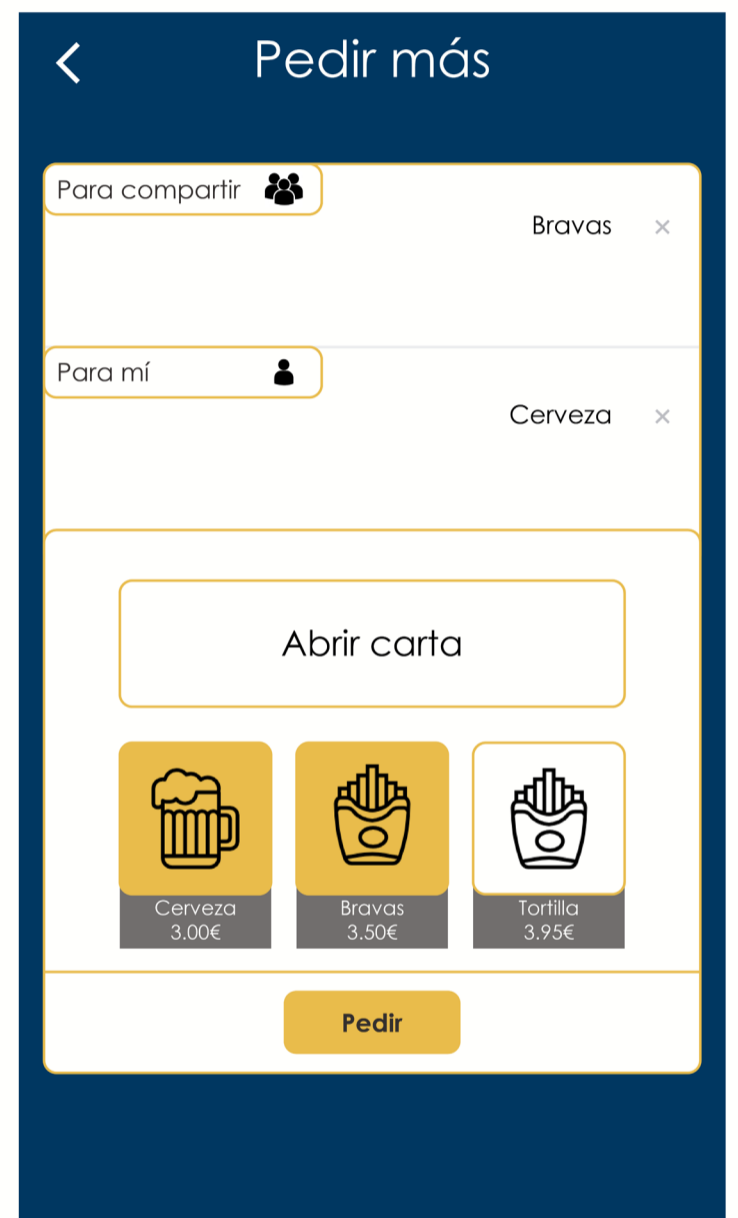 Pedir más
Para compartir
Bravas ×
Para mí
Cerveza ×
Abrir carta
Cerveza Bravas Tortilla
3.00€ 3.50€ 3.95€
Pedir